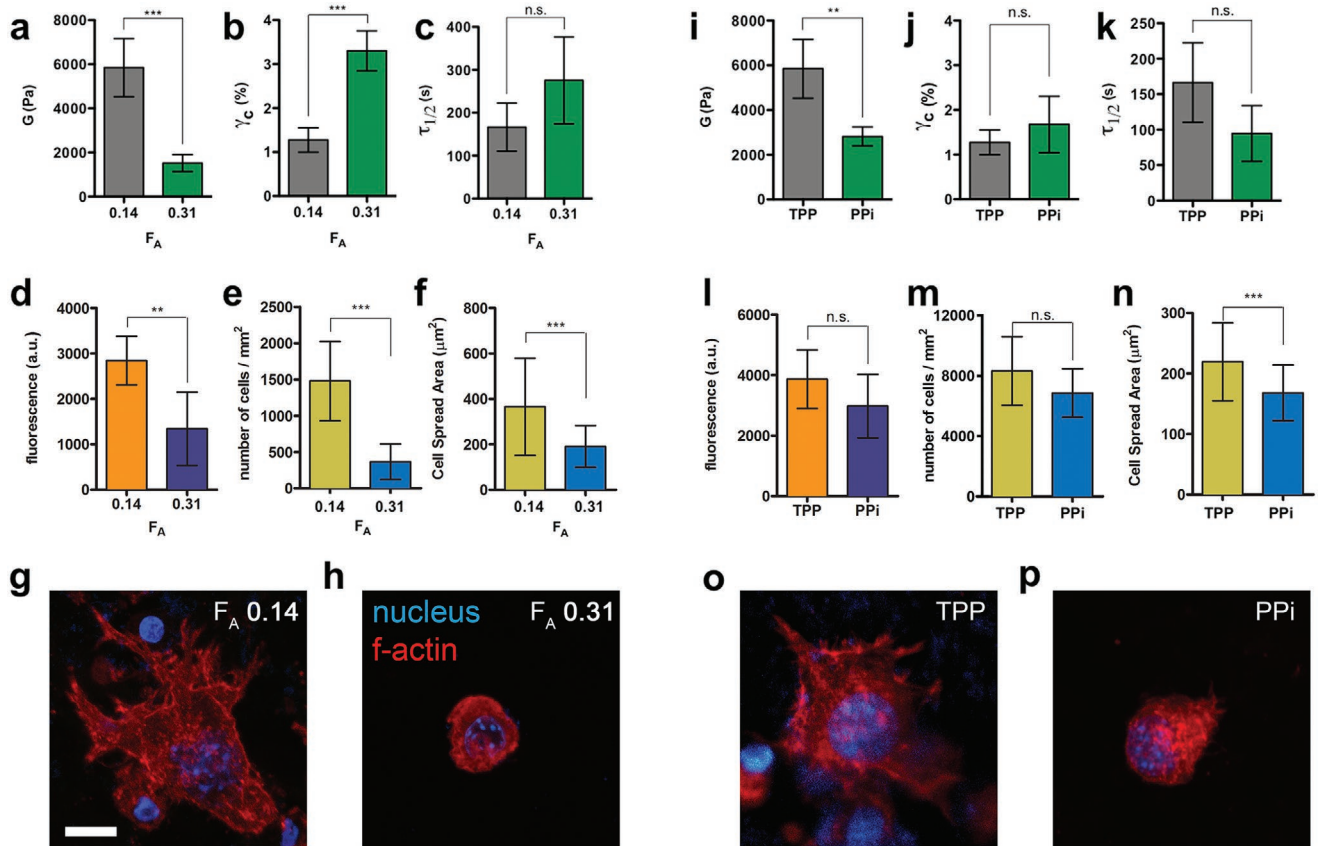 a
***
G (Pa)
8000
6000
4000
2000
0
0.14 0.31
F_A
b
***
γ_C (%)
4
3
2
1
0
0.14 0.31
F_A
c
n.s.
τ_1/2 (s)
400
300
200
100
0
0.14 0.31
F_A
i
**
G (Pa)
8000
6000
4000
2000
0
TPP PPi
j
n.s.
γ_C (%)
4
3
2
1
0
TPP PPi
k
n.s.
τ_1/2 (s)
250
200
150
100
50
0
TPP PPi
d
**
fluorescence (a.u.)
4000
3000
2000
1000
0
0.14 0.31
F_A
e
***
number of cells / mm²
2500
2000
1500
1000
500
0
0.14 0.31
F_A
f
***
Cell Spread Area (μm²)
800
600
400
200
0
0.14 0.31
F_A
l
n.s.
fluorescence (a.u.)
6000
4000
2000
0
TPP PPi
m
n.s.
number of cells / mm²
12000
8000
4000
0
TPP PPi
n
***
Cell Spread Area (μm²)
300
200
100
0
TPP PPi
g
F_A 0.14
h
nucleus F_A 0.31
f-actin
o
TPP
p
PPi